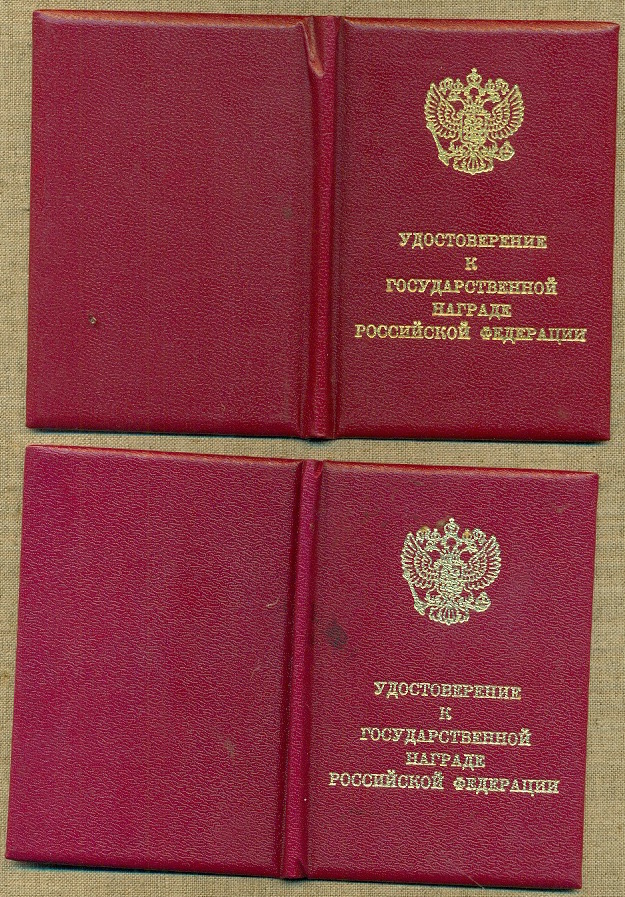 УДОСТОВЕРЕНИЕ
К
ГОСУДАРСТВЕННОЙ
НАГРАДЕ
РОССИЙСКОЙ ФЕДЕРАЦИИ
УДОСТОВЕРЕНИЕ
К
ГОСУДАРСТВЕННОЙ
НАГРАДЕ
РОССИЙСКОЙ ФЕДЕРАЦИИ